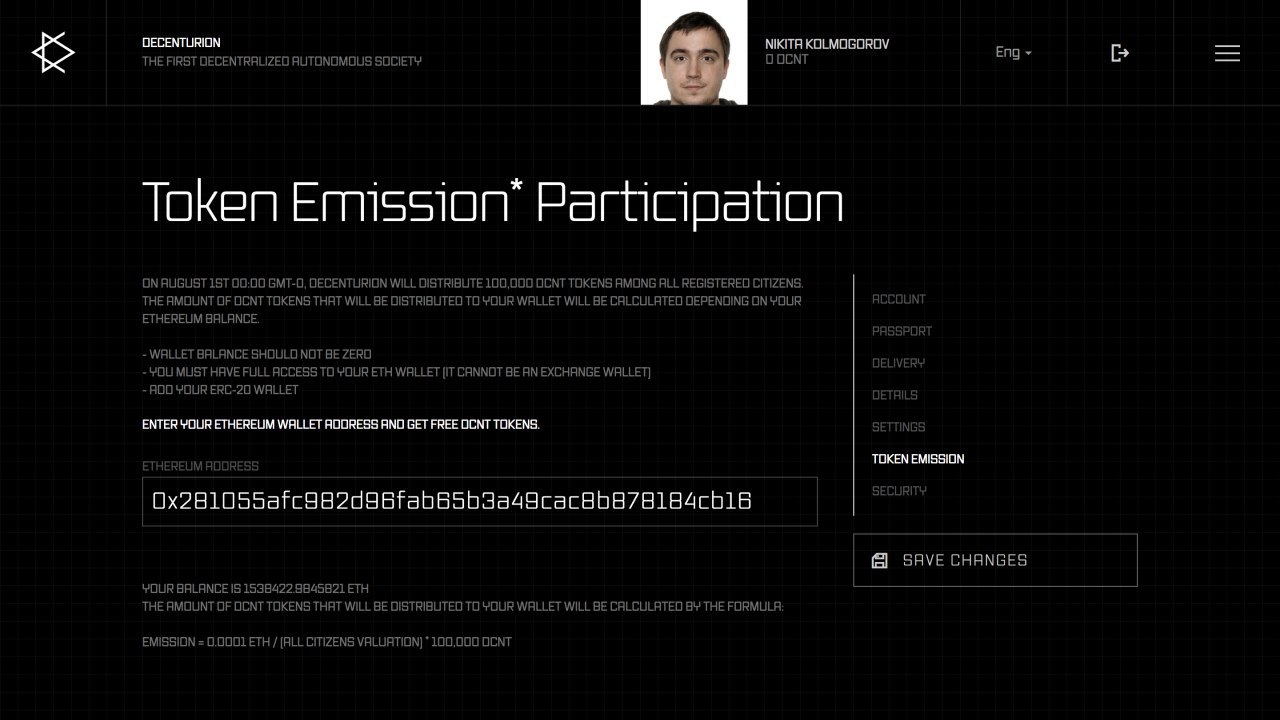 DECENTURION
THE FIRST DECENTRALIZED AUTONOMOUS SOCIETY
NIKITA KOLMOGOROV
0 DCNT
Eng
Token Emission* Participation
ON AUGUST 1ST 00:00 GMT-0, DECENTURION WILL DISTRIBUTE 100,000 DCNT TOKENS AMONG ALL REGISTERED CITIZENS.
THE AMOUNT OF DCNT TOKENS THAT WILL BE DISTRIBUTED TO YOUR WALLET WILL BE CALCULATED DEPENDING ON YOUR
ETHEREUM BALANCE.
- WALLET BALANCE SHOULD NOT BE ZERO
- YOU MUST HAVE FULL ACCESS TO YOUR ETH WALLET (IT CANNOT BE AN EXCHANGE WALLET)
- ADD YOUR ERC-20 WALLET
ENTER YOUR ETHEREUM WALLET ADDRESS AND GET FREE DCNT TOKENS.
ETHEREUM ADDRESS
0x281055afc982d96fab65b3a49cac8b878184cb16
YOUR BALANCE IS 1538422.9845821 ETH
THE AMOUNT OF DCNT TOKENS THAT WILL BE DISTRIBUTED TO YOUR WALLET WILL BE CALCULATED BY THE FORMULA:
EMISSION = 0.0001 ETH / (ALL CITIZENS VALUATION) * 100,000 DCNT
ACCOUNT
PASSPORT
DELIVERY
DETAILS
SETTINGS
TOKEN EMISSION
SECURITY
SAVE CHANGES